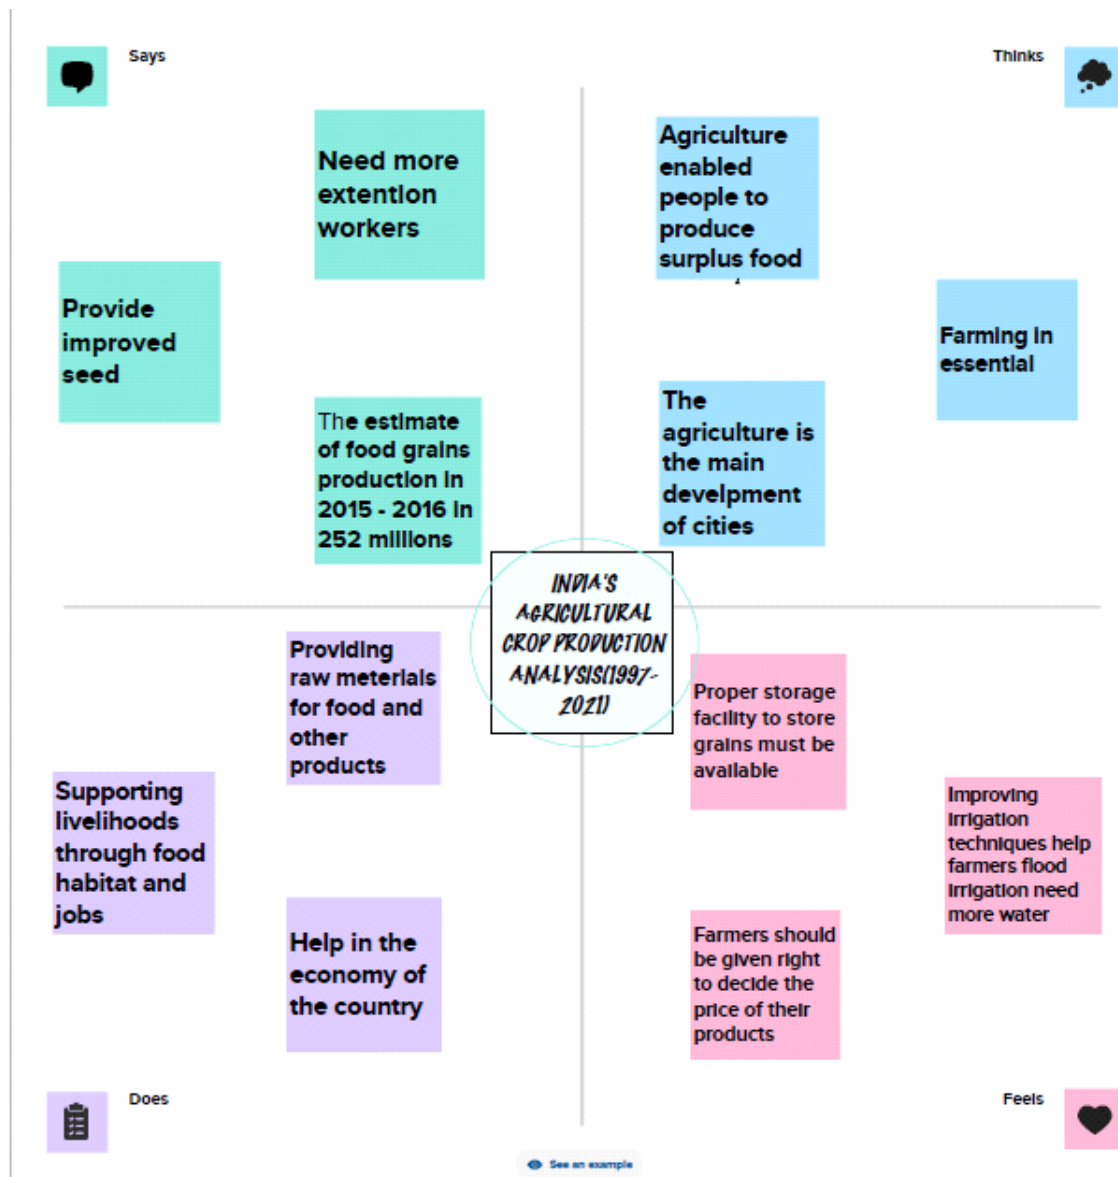 Says
Need more
extention
workers
Provide
improved
seed
The estimate
of food grains
production in
2015 - 2016 in
252 millions
Thinks
Agriculture
enabled
people to
produce
surplus food
Farming in
essential
The
agriculture is
the main
develpment
of cities
INDIA'S
AGRICULTURAL
CROP PRODUCTION
ANALYSIS(1997-
2021)
Providing
raw meterials
for food and
other
products
Supporting
livelihoods
through food
habitat and
jobs
Help in the
economy of
the country
Does
Proper storage
facility to store
grains must be
available
Improving
irrigation
techniques help
farmers flood
irrigation need
more water
Farmers should
be given right
to decide the
price of their
products
Feels
See an example